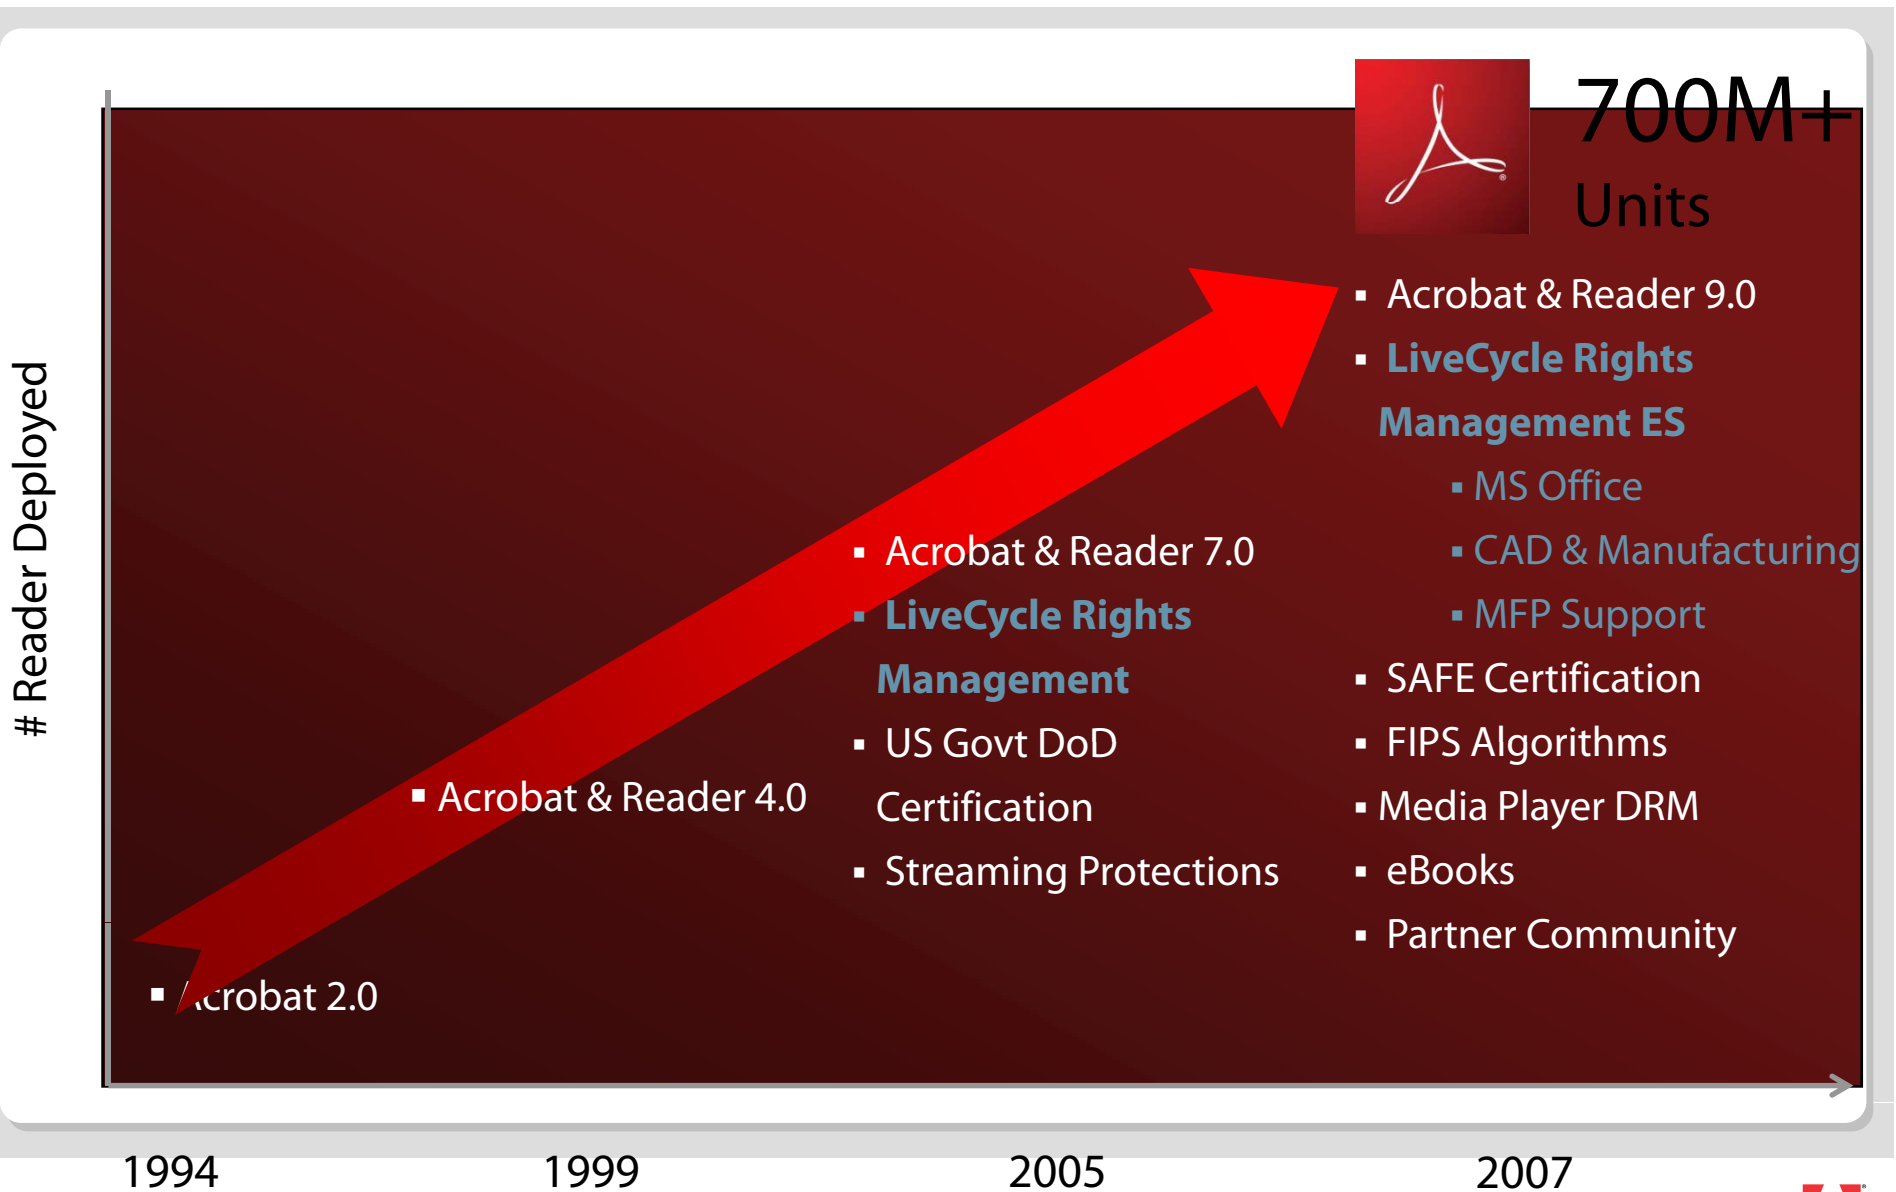 700M+
Units
# Reader Deployed
▪ Acrobat 2.0
▪ Acrobat & Reader 4.0
▪ Acrobat & Reader 7.0
▪ LiveCycle Rights
Management
▪ US Govt DoD
Certification
▪ Streaming Protections
▪ Acrobat & Reader 9.0
▪ LiveCycle Rights
Management ES
▪ MS Office
▪ CAD & Manufacturing
▪ MFP Support
▪ SAFE Certification
▪ FIPS Algorithms
▪ Media Player DRM
▪ eBooks
▪ Partner Community
1994
1999
2005
2007